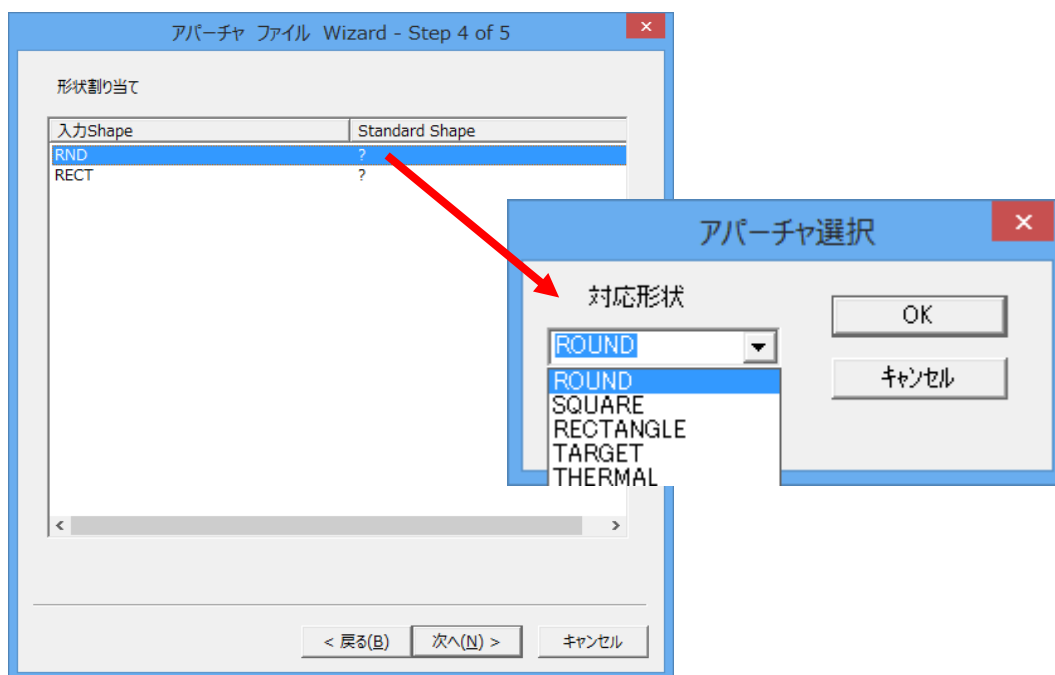 アパーチャ ファイル Wizard - Step 4 of 5
形状割り当て
入力Shape Standard Shape
RND ?
RECT ?
< 戻る(B) 次へ(N) > キャンセル
アパーチャ選択
対応形状
OK
キャンセル
ROUND
ROUND
SQUARE
RECTANGLE
TARGET
THERMAL